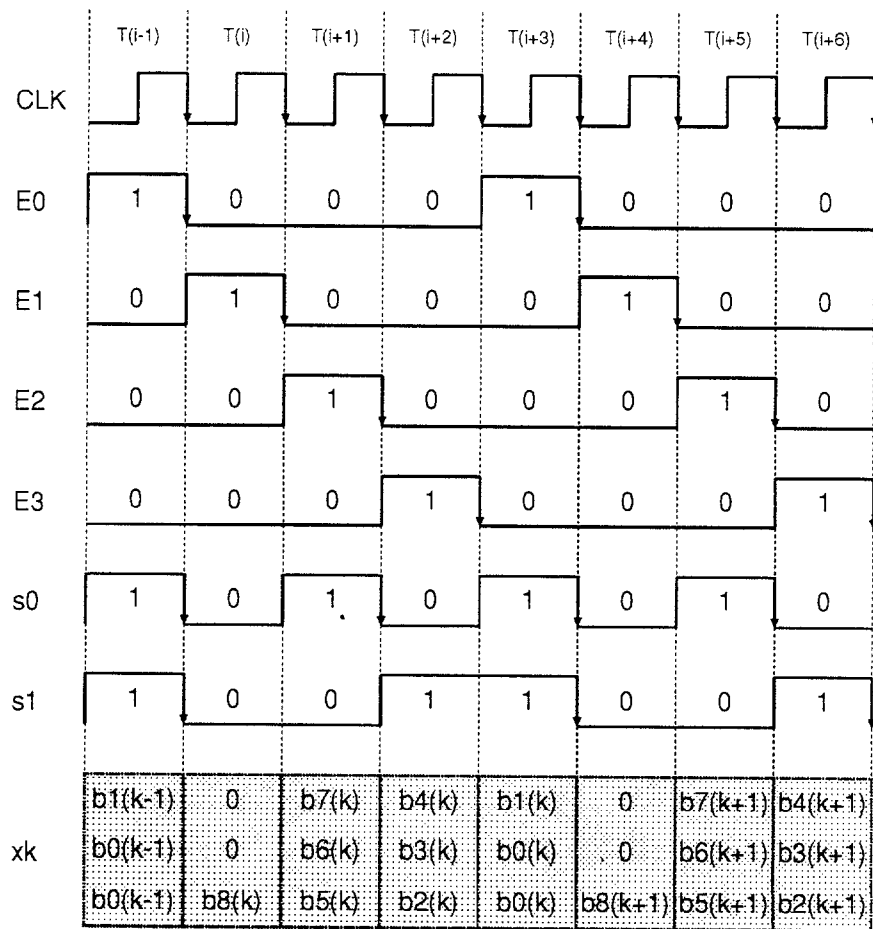 T(i-1) T(i) T(i+1) T(i+2) T(i+3) T(i+4) T(i+5) T(i+6)
CLK
E0 1 0 0 0 1 0 0 0
E1 0 1 0 0 0 1 0 0
E2 0 0 1 0 0 0 1 0
E3 0 0 0 1 0 0 0 1
s0 1 0 1 0 1 0 1 0
s1 1 0 0 1 1 0 0 1
b1(k-1) 0 b7(k) b4(k) b1(k) 0 b7(k+1) b4(k+1)
xk b0(k-1) 0 b6(k) b3(k) b0(k) 0 b6(k+1) b3(k+1)
b0(k-1) b8(k) b5(k) b2(k) b0(k) b8(k+1) b5(k+1) b2(k+1)